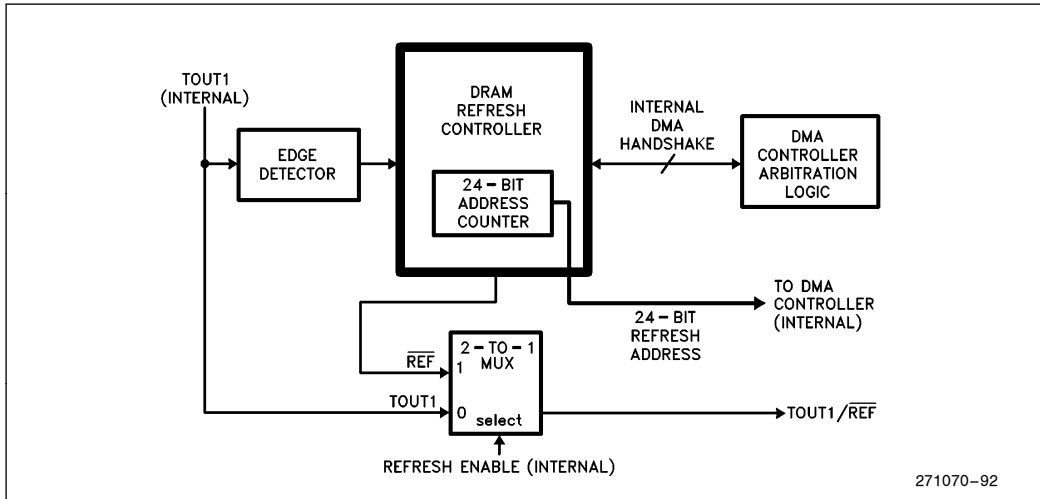 TOUT1
(INTERNAL)
EDGE
DETECTOR
DRAM
REFRESH
CONTROLLER
24-BIT
ADDRESS
COUNTER
INTERNAL
DMA
HANDSHAKE
DMA
CONTROLLER
ARBITRATION
LOGIC
TO DMA
CONTROLLER
(INTERNAL)
24-BIT
REFRESH
ADDRESS
REF
2-TO-1
MUX
1
TOUT1
0
select
TOUT1/REF
REFRESH ENABLE (INTERNAL)
271070-92